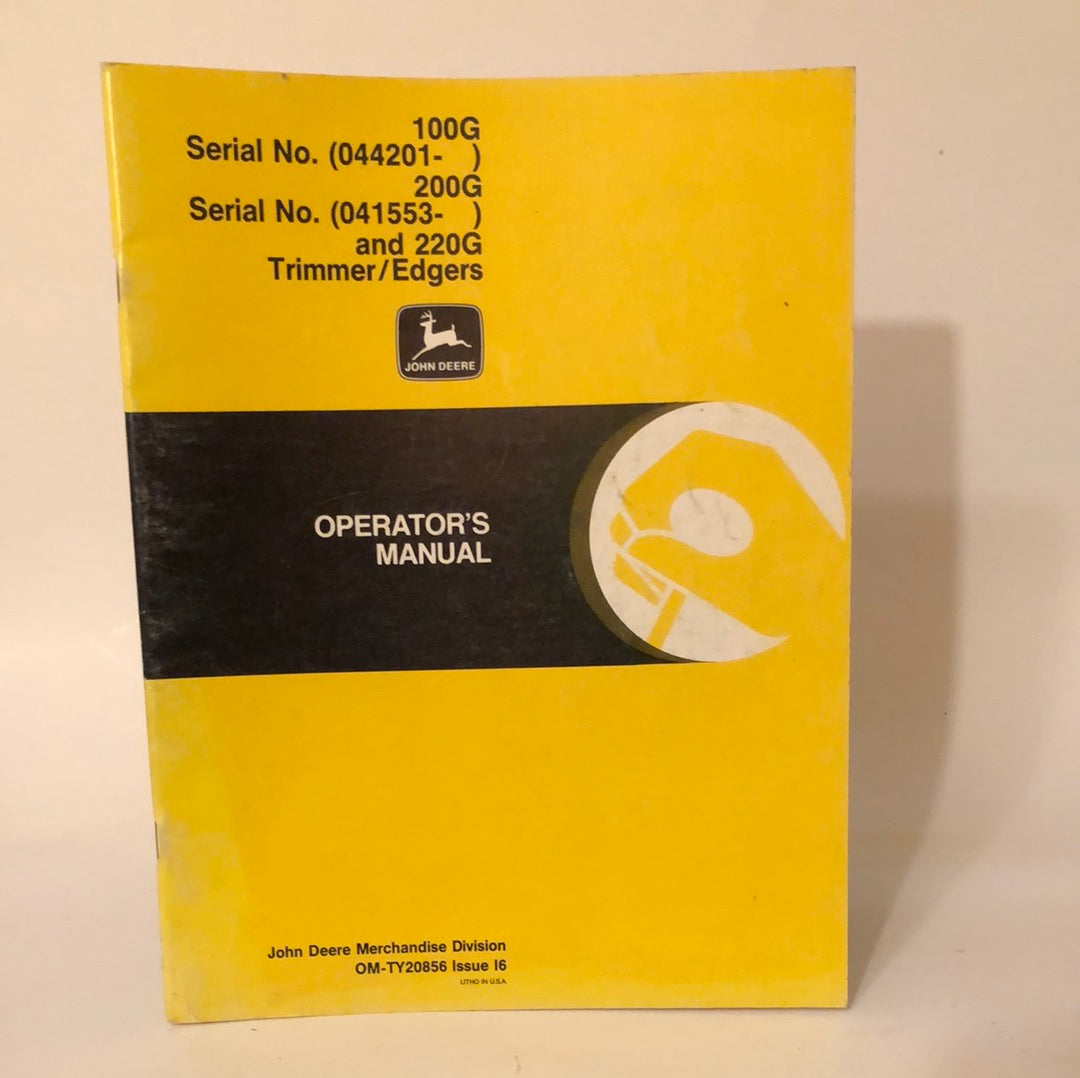 100G
Serial No. (044201- )
200G
Serial No. (041553- )
and 220G
Trimmer/Edgers
JOHN DEERE
OPERATOR'S
MANUAL
John Deere Merchandise Division
OM-TY20856 Issue I6
LITHO IN U.S.A.